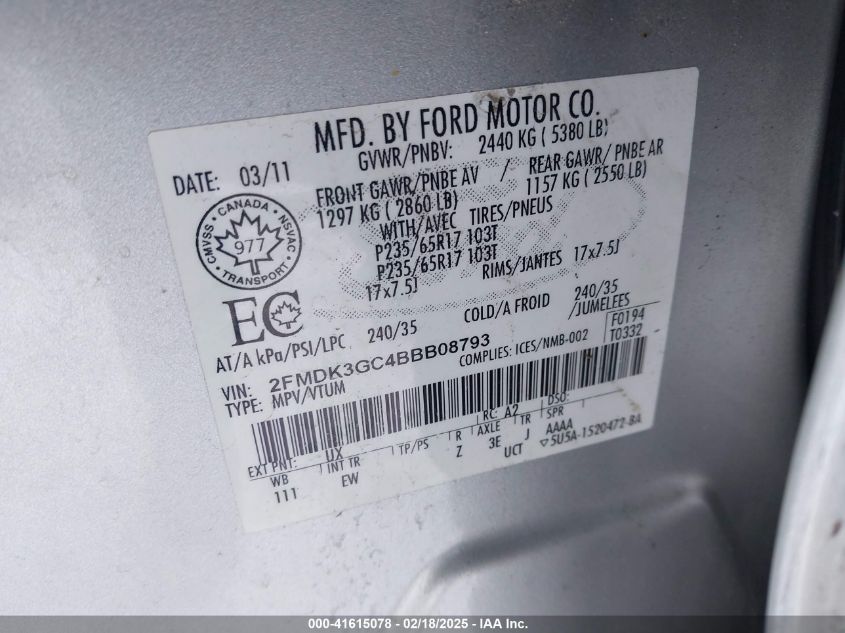 MFD. BY FORD MOTOR CO.
DATE: 03/11
GVWR/PNBV: 2440 KG ( 5380 LB)
FRONT GAWR/PNBE AV / REAR GAWR/ PNBE AR
1297 KG ( 2860 LB) 1157 KG ( 2550 LB)
WITH/AVEC TIRES/PNEUS
P235/65R17 103T
P235/65R17 103T
17x7.5J RIMS/JANTES 17x7.5J
CMVSS · CANADA · NSVAC
977
· TRANSPORT ·
EC
AT/A kPa/PSI/LPC 240/35 COLD/A FROID 240/35 /JUMELEES
VIN: 2FMDK3GC4BBB08793
TYPE: MPV/VTUM
COMPLIES: ICES/NMB-002
F0194
T0332
EXT PNT: UX RC: A2 DSO:
WB INT TR TP/PS R AXLE TR SPR
111 EW Z 3E J AAAA
UCT ▽5U5A-1520472-BA
000-41615078 - 02/18/2025 - IAA Inc.